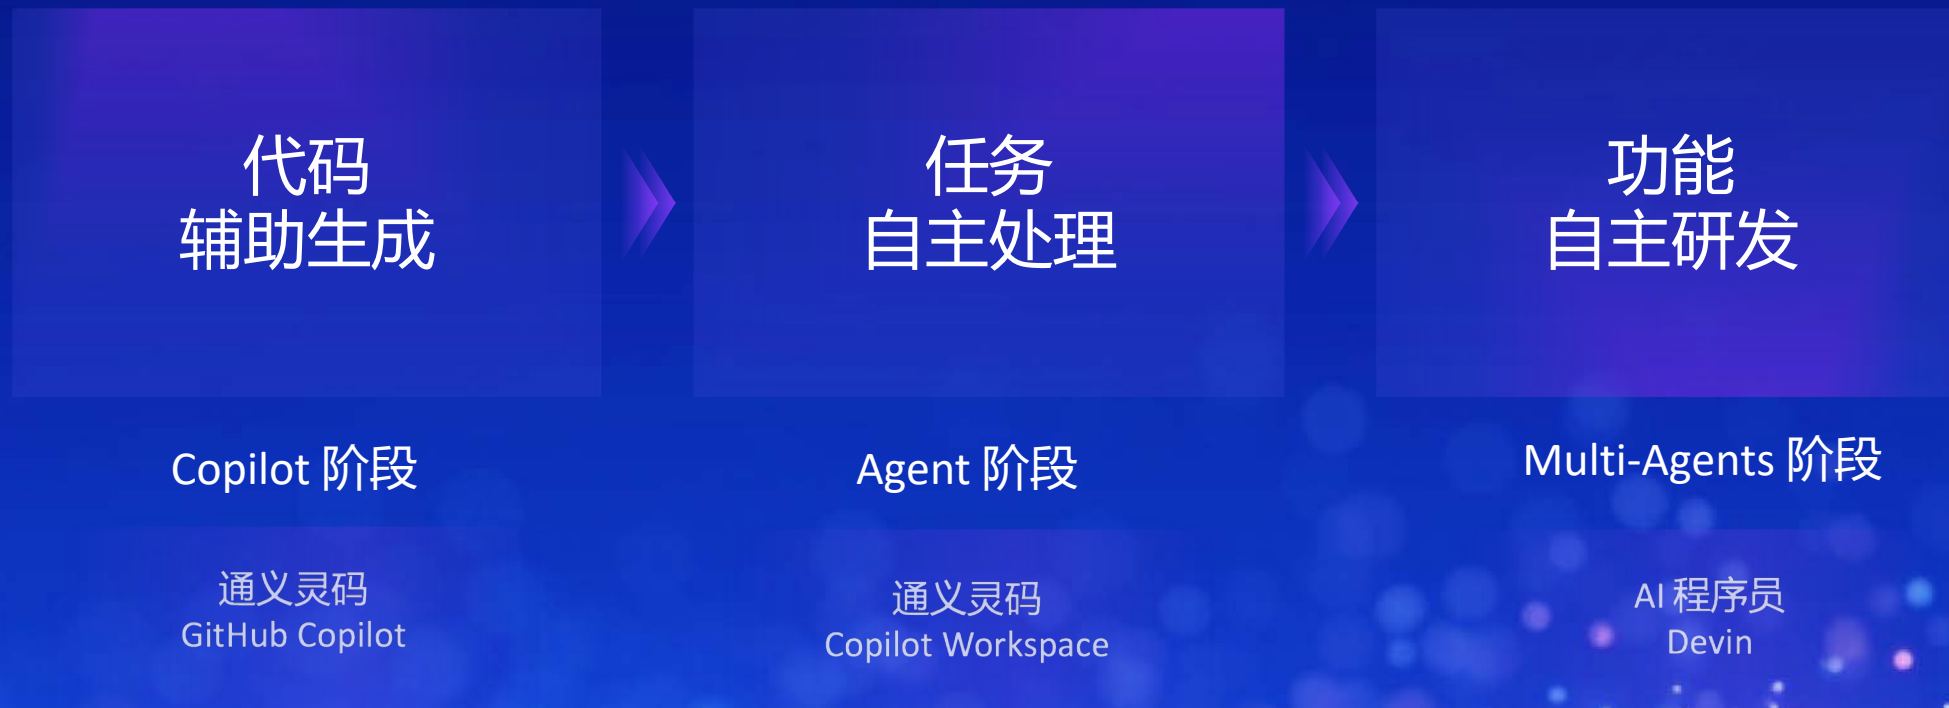 代码
辅助生成
任务
自主处理
功能
自主研发
Copilot 阶段
Agent 阶段
Multi-Agents 阶段
通义灵码
GitHub Copilot
通义灵码
Copilot Workspace
AI 程序员
Devin